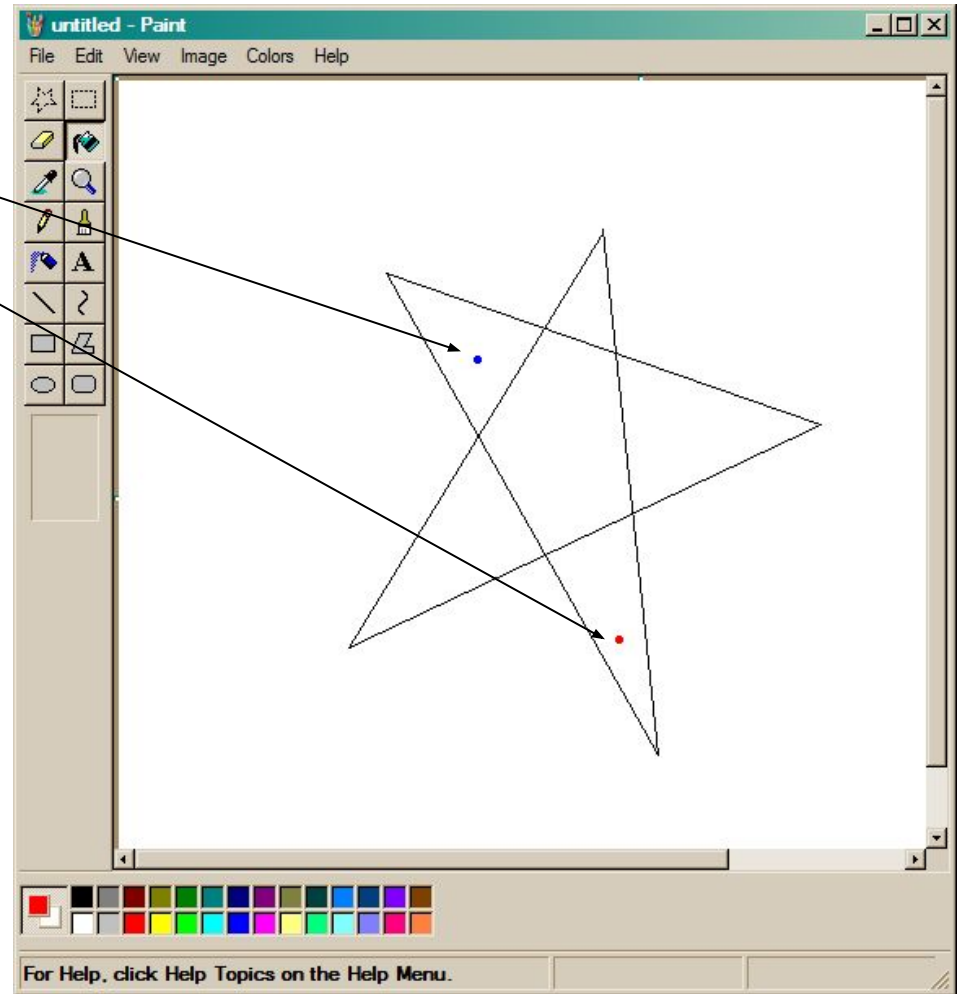 untitled - Paint
File Edit View Image Colors Help
A
For Help, click Help Topics on the Help Menu.